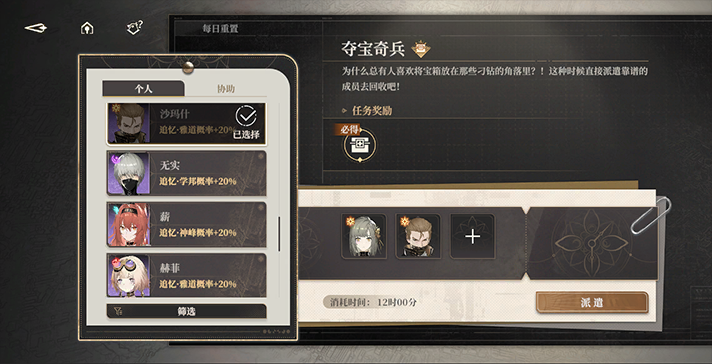 每日重置
夺宝奇兵
为什么总有人喜欢将宝箱放在那些刁钻的角落里？！这种时候直接派遣靠谱的
成员去回收吧！
任务奖励
必得
个人
协助
沙玛什
追忆·雅道概率+20%
已选择
无实
追忆·学邦概率+20%
薪
追忆·神峰概率+20%
赫菲
追忆·雅道概率+20%
筛选
消耗时间： 12时00分
派遣